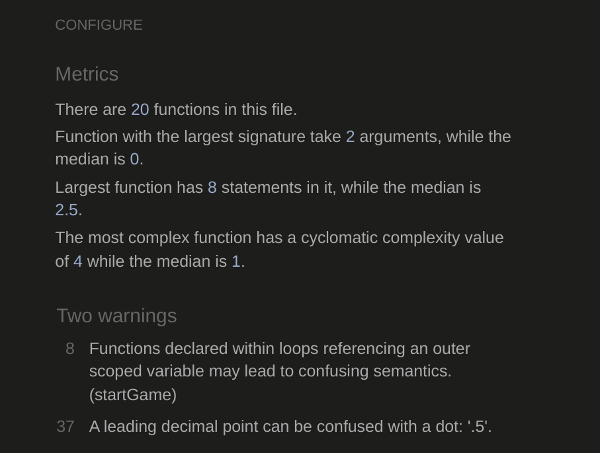 CONFIGURE
Metrics
There are 20 functions in this file.
Function with the largest signature take 2 arguments, while the
median is 0.
Largest function has 8 statements in it, while the median is
2.5.
The most complex function has a cyclomatic complexity value
of 4 while the median is 1.
Two warnings
8 Functions declared within loops referencing an outer
scoped variable may lead to confusing semantics.
(startGame)
37 A leading decimal point can be confused with a dot: '.5'.